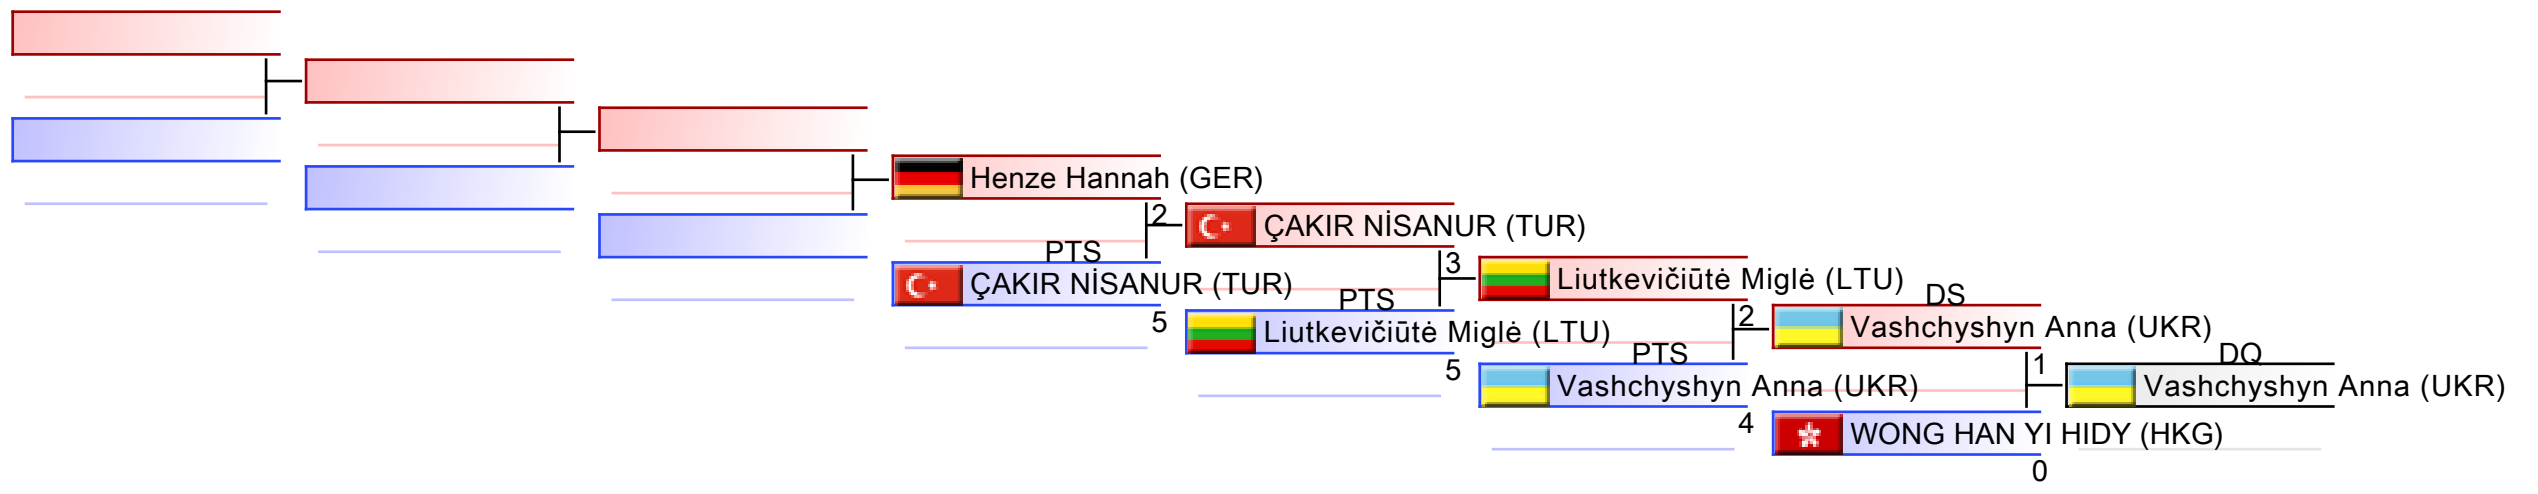 Henze Hannah (GER)
2
ÇAKIR NİSANUR (TUR)
PTS
ÇAKIR NİSANUR (TUR)
5
3
Liutkevičiūtė Miglė (LTU)
PTS
Liutkevičiūtė Miglė (LTU)
5
DS
2
Vashchyshyn Anna (UKR)
PTS
Vashchyshyn Anna (UKR)
4
DQ
1
Vashchyshyn Anna (UKR)
WONG HAN YI HIDY (HKG)
0